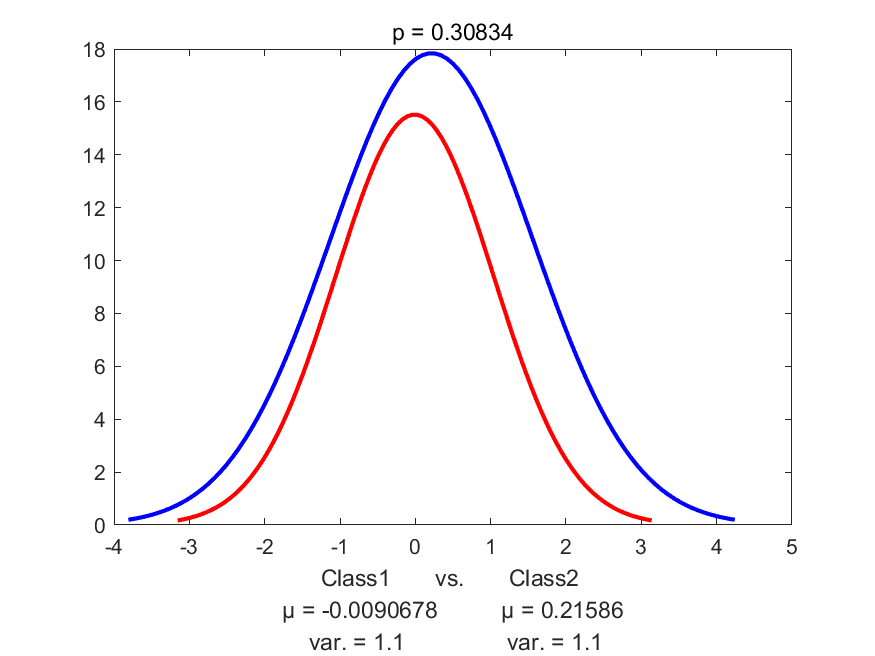 p = 0.30834
18
16
14
12
10
8
6
4
2
0
-4 -3 -2 -1 0 1 2 3 4 5
Class1 vs. Class2
μ = -0.0090678 μ = 0.21586
var. = 1.1 var. = 1.1